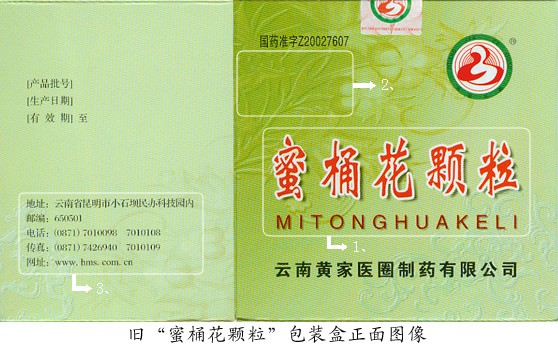 国药准字Z20027607
®
2、
[产品批号]
[生产日期]
[有 效 期] 至
蜜桶花颗粒
MITONGHUAKELI
1、
云南黄家医圈制药有限公司
地址：云南省昆明市小石坝民办科技园内
邮编：650501
电话：(0871) 7010098 7010108
传真：(0871) 7426940 7010109
网址：www.hms.com.cn
3、
旧“蜜桶花颗粒”包装盒正面图像